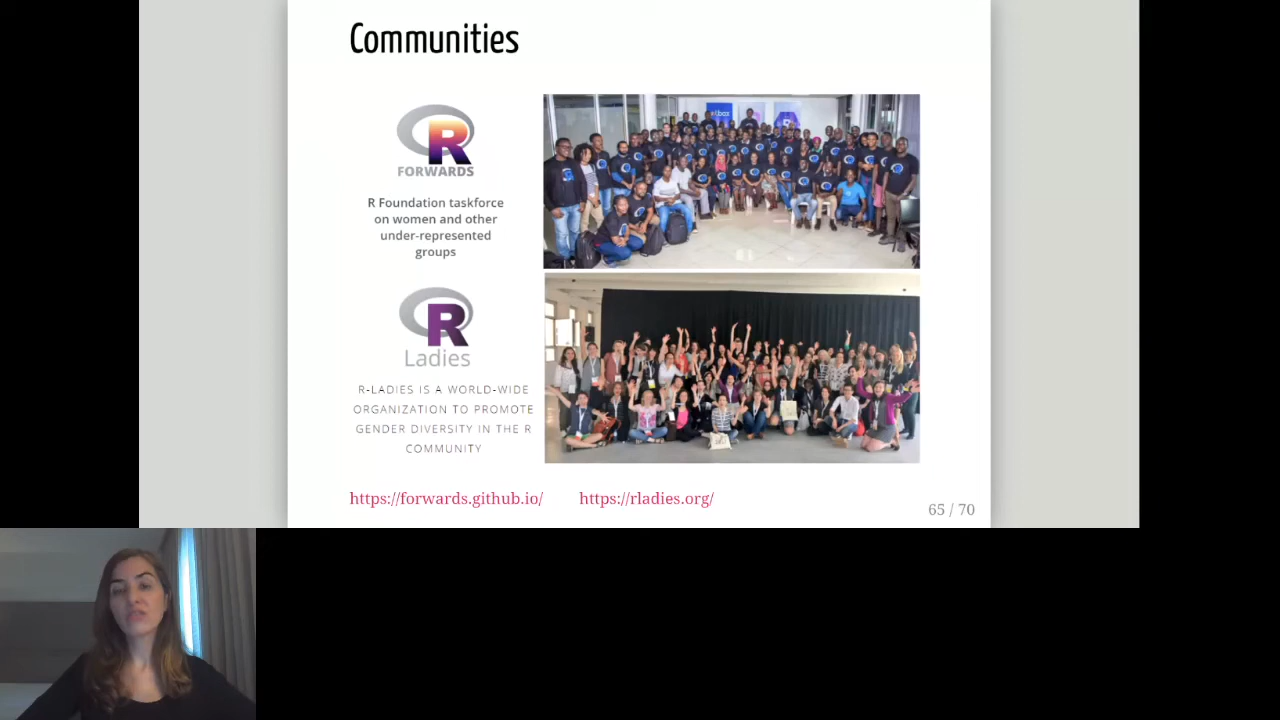 Communities
R
FORWARDS
R Foundation taskforce
on women and other
under-represented
groups
R
Ladies
R-LADIES IS A WORLD-WIDE
ORGANIZATION TO PROMOTE
GENDER DIVERSITY IN THE R
COMMUNITY
https://forwards.github.io/ https://rladies.org/
65 / 70